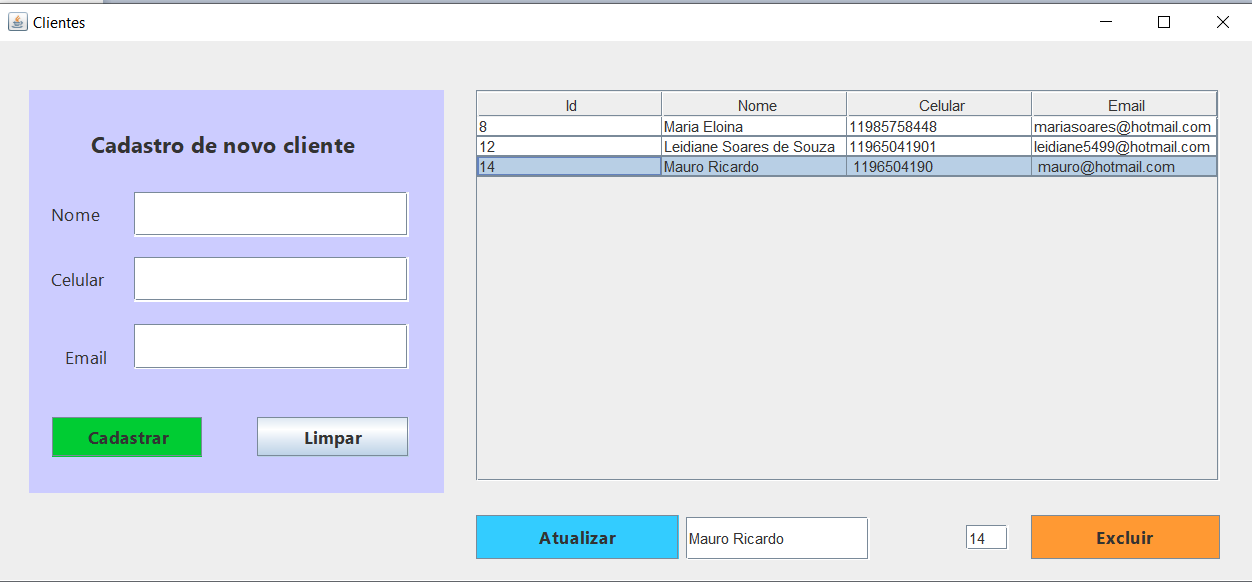 Clientes
Cadastro de novo cliente
Nome
Celular
Email
Cadastrar Limpar
Id Nome Celular Email
8 Maria Eloina 11985758448 mariasoares@hotmail.com
12 Leidiane Soares de Souza 11965041901 leidiane5499@hotmail.com
14 Mauro Ricardo 1196504190 mauro@hotmail.com
Atualizar Mauro Ricardo 14 Excluir